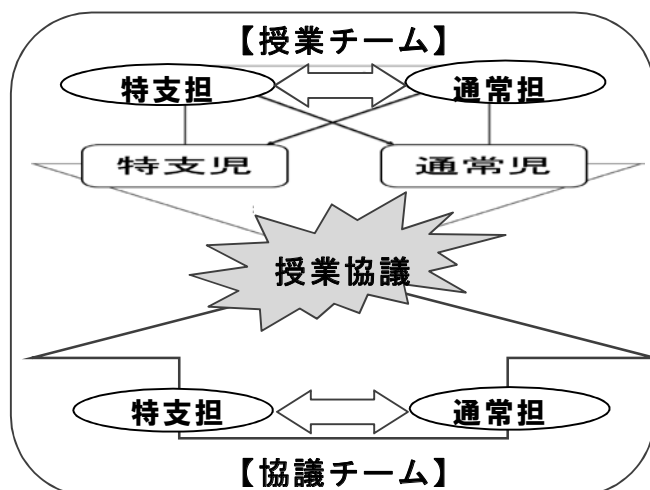 【授業チーム】
特支担
通常担
特支児
通常児
授業協議
特支担
通常担
【協議チーム】